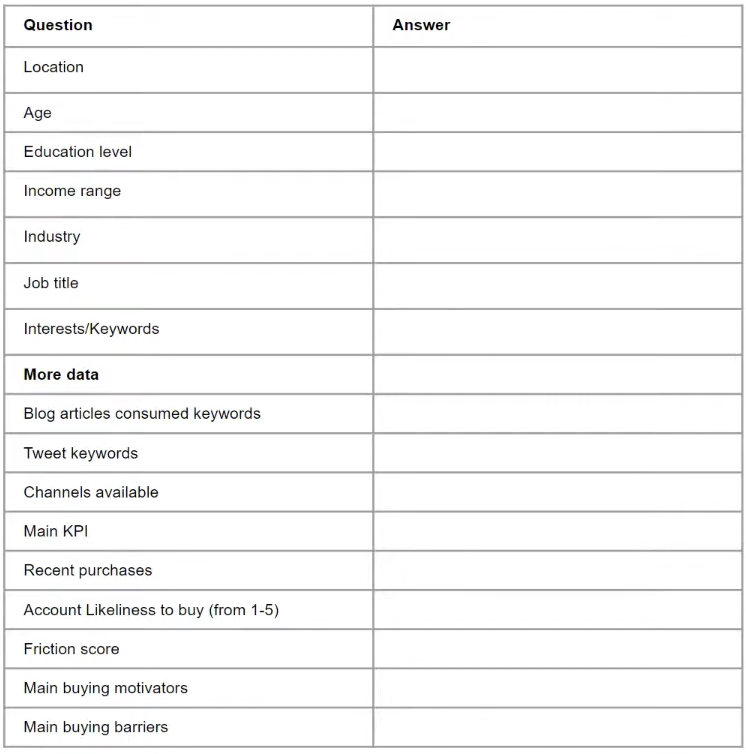 Question Answer
Location
Age
Education level
Income range
Industry
Job title
Interests/Keywords
More data
Blog articles consumed keywords
Tweet keywords
Channels available
Main KPI
Recent purchases
Account Likeliness to buy (from 1-5)
Friction score
Main buying motivators
Main buying barriers